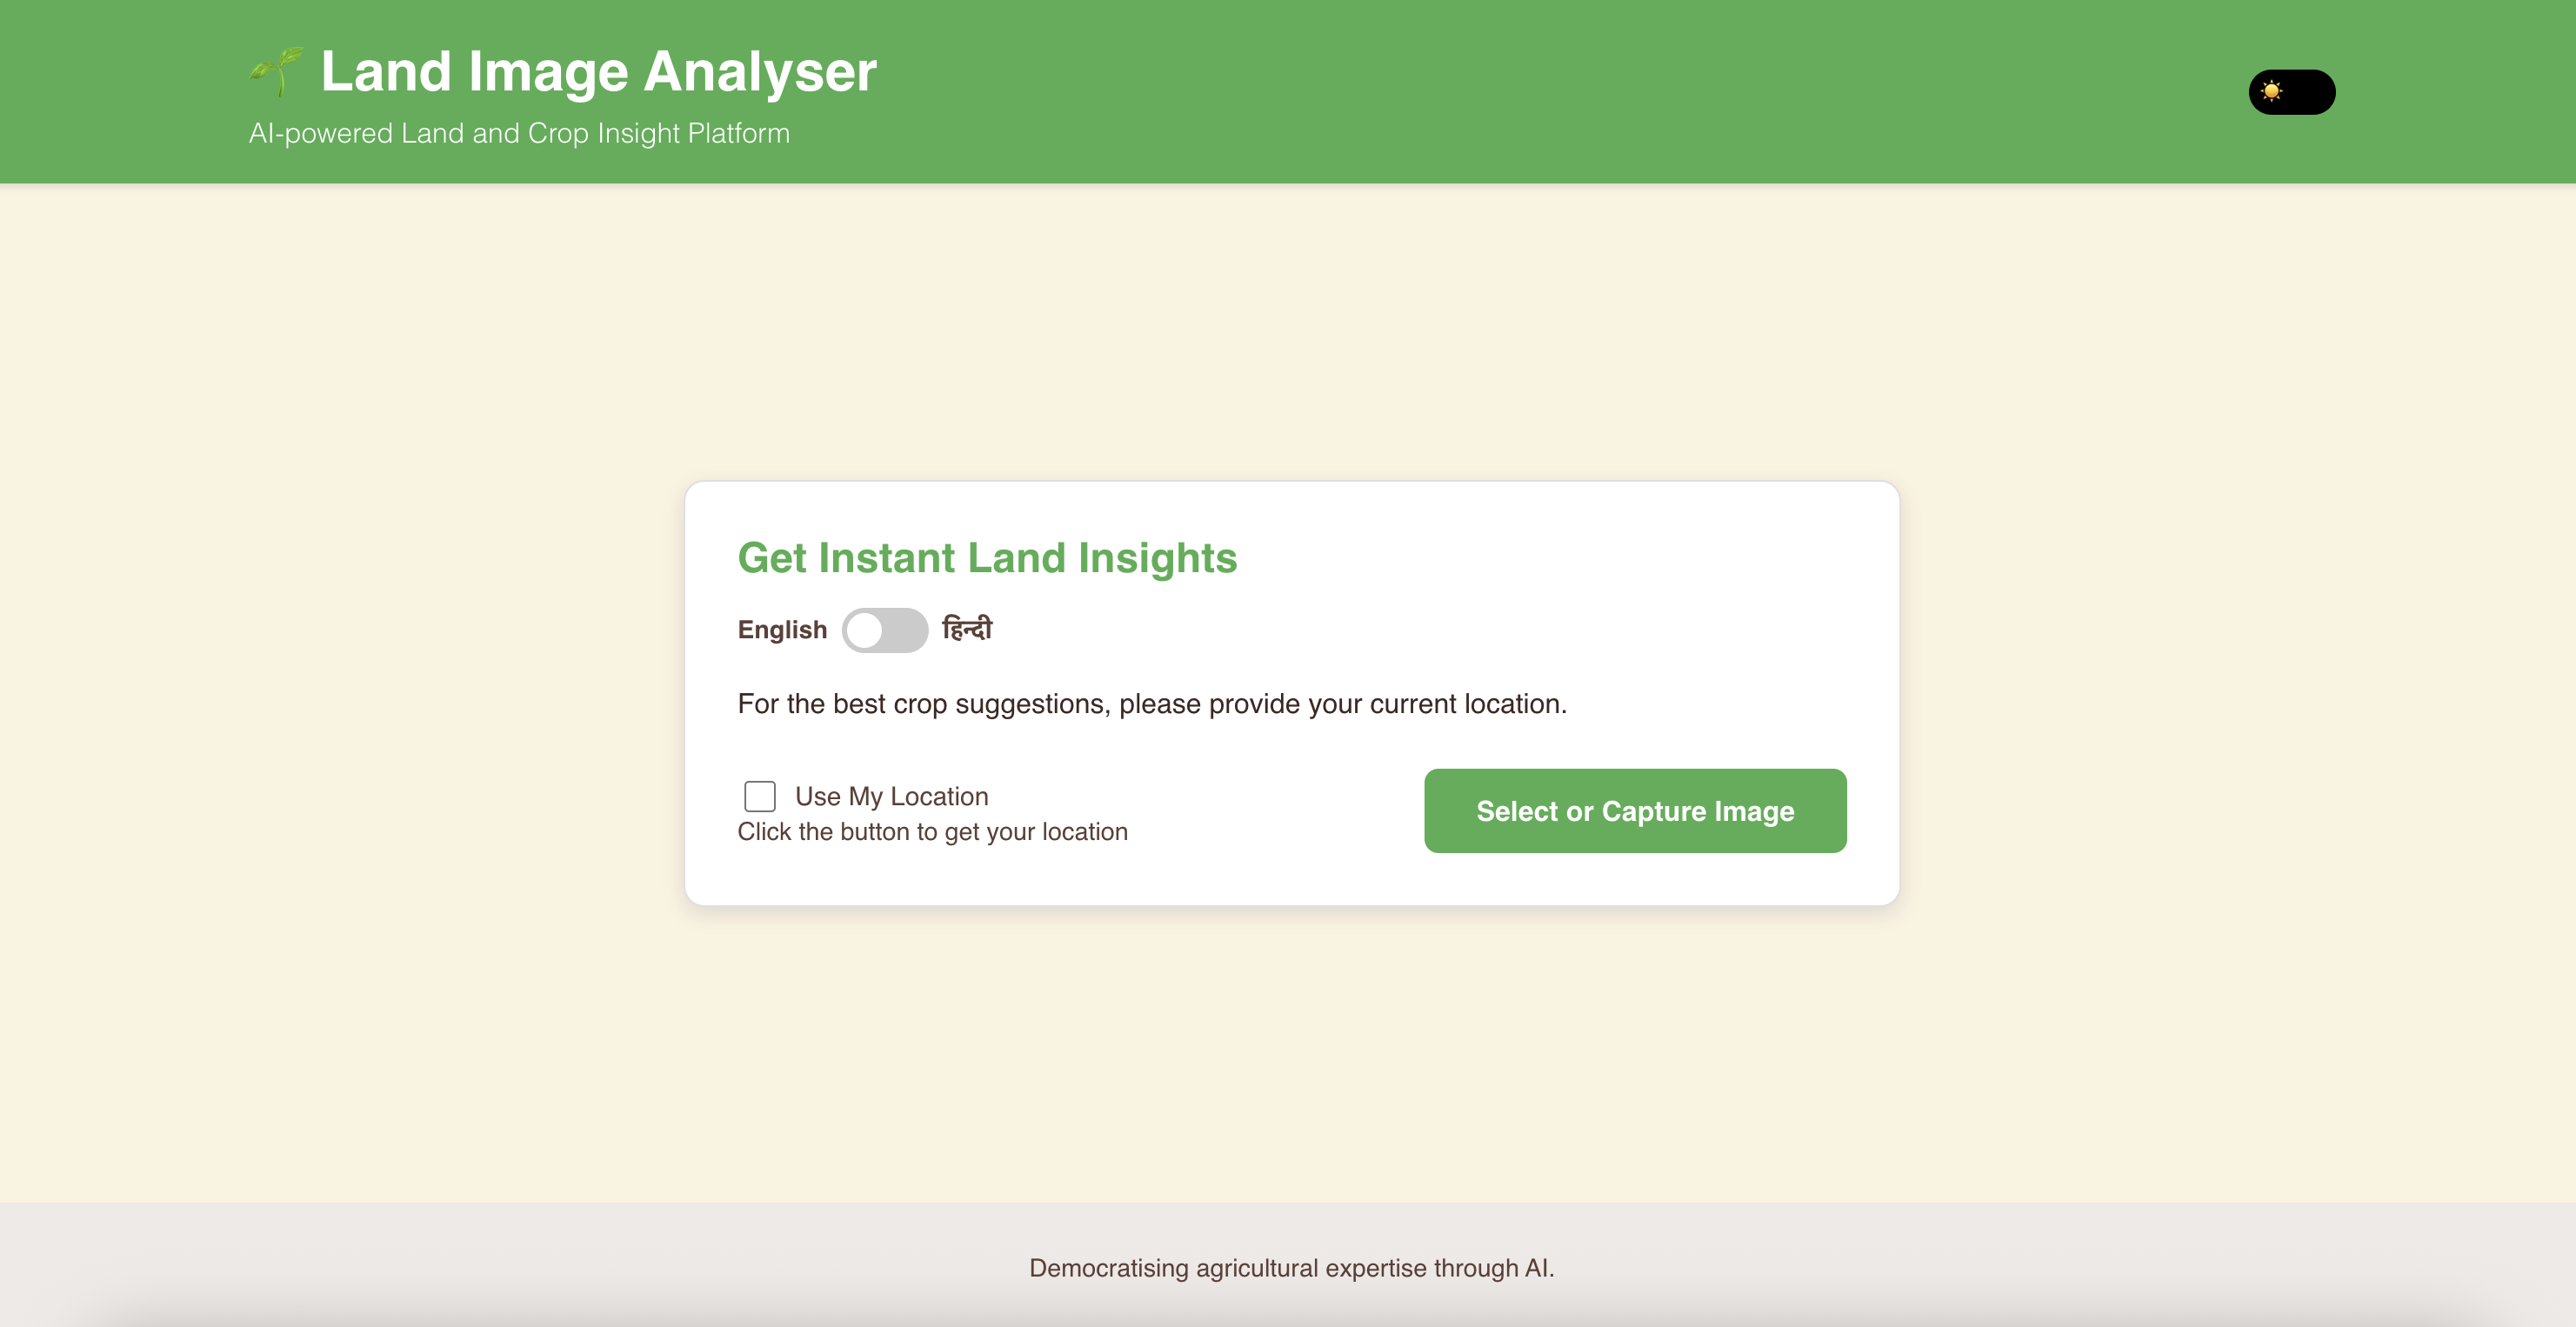 Land Image Analyser
AI-powered Land and Crop Insight Platform
Get Instant Land Insights
English हिन्दी
For the best crop suggestions, please provide your current location.
Use My Location
Click the button to get your location
Select or Capture Image
Democratising agricultural expertise through AI.